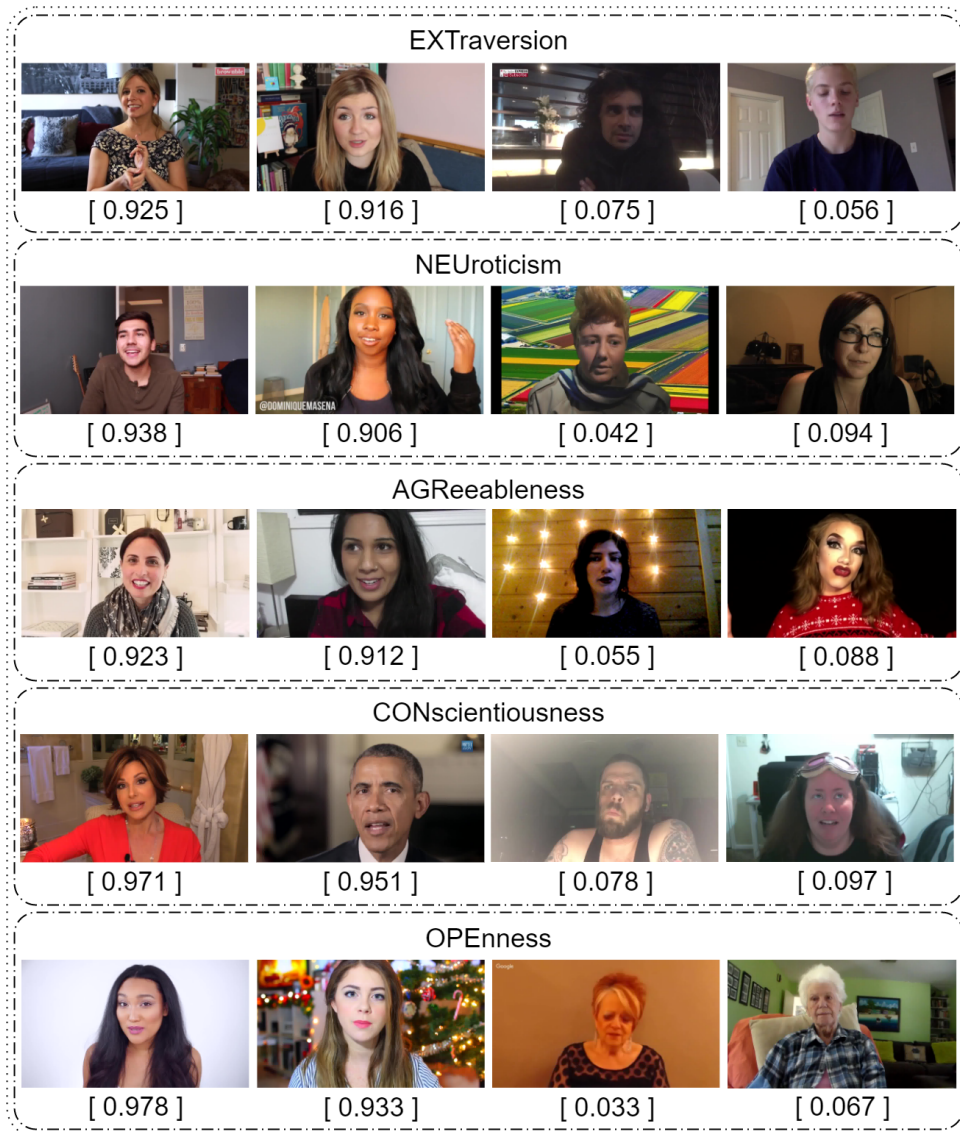 EXTraversion
[ 0.925 ] [ 0.916 ] [ 0.075 ] [ 0.056 ]
NEUroticism
@DOMINIQUEMASENA
[ 0.938 ] [ 0.906 ] [ 0.042 ] [ 0.094 ]
AGReeableness
[ 0.923 ] [ 0.912 ] [ 0.055 ] [ 0.088 ]
CONscientiousness
[ 0.971 ] [ 0.951 ] [ 0.078 ] [ 0.097 ]
OPEnness
Google
[ 0.978 ] [ 0.933 ] [ 0.033 ] [ 0.067 ]